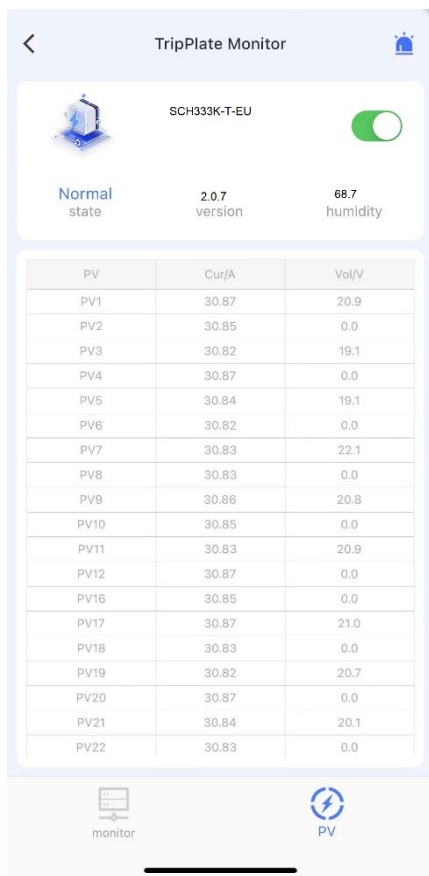 TripPlate Monitor
SCH333K-T-EU
Normal 2.0.7 68.7
state version humidity
PV Cur/A Vol/V
PV1 30.87 20.9
PV2 30.85 0.0
PV3 30.82 19.1
PV4 30.87 0.0
PV5 30.84 19.1
PV6 30.82 0.0
PV7 30.83 22.1
PV8 30.83 0.0
PV9 30.86 20.8
PV10 30.85 0.0
PV11 30.83 20.9
PV12 30.87 0.0
PV16 30.85 0.0
PV17 30.87 21.0
PV18 30.83 0.0
PV19 30.82 20.7
PV20 30.87 0.0
PV21 30.84 20.1
PV22 30.83 0.0
monitor PV